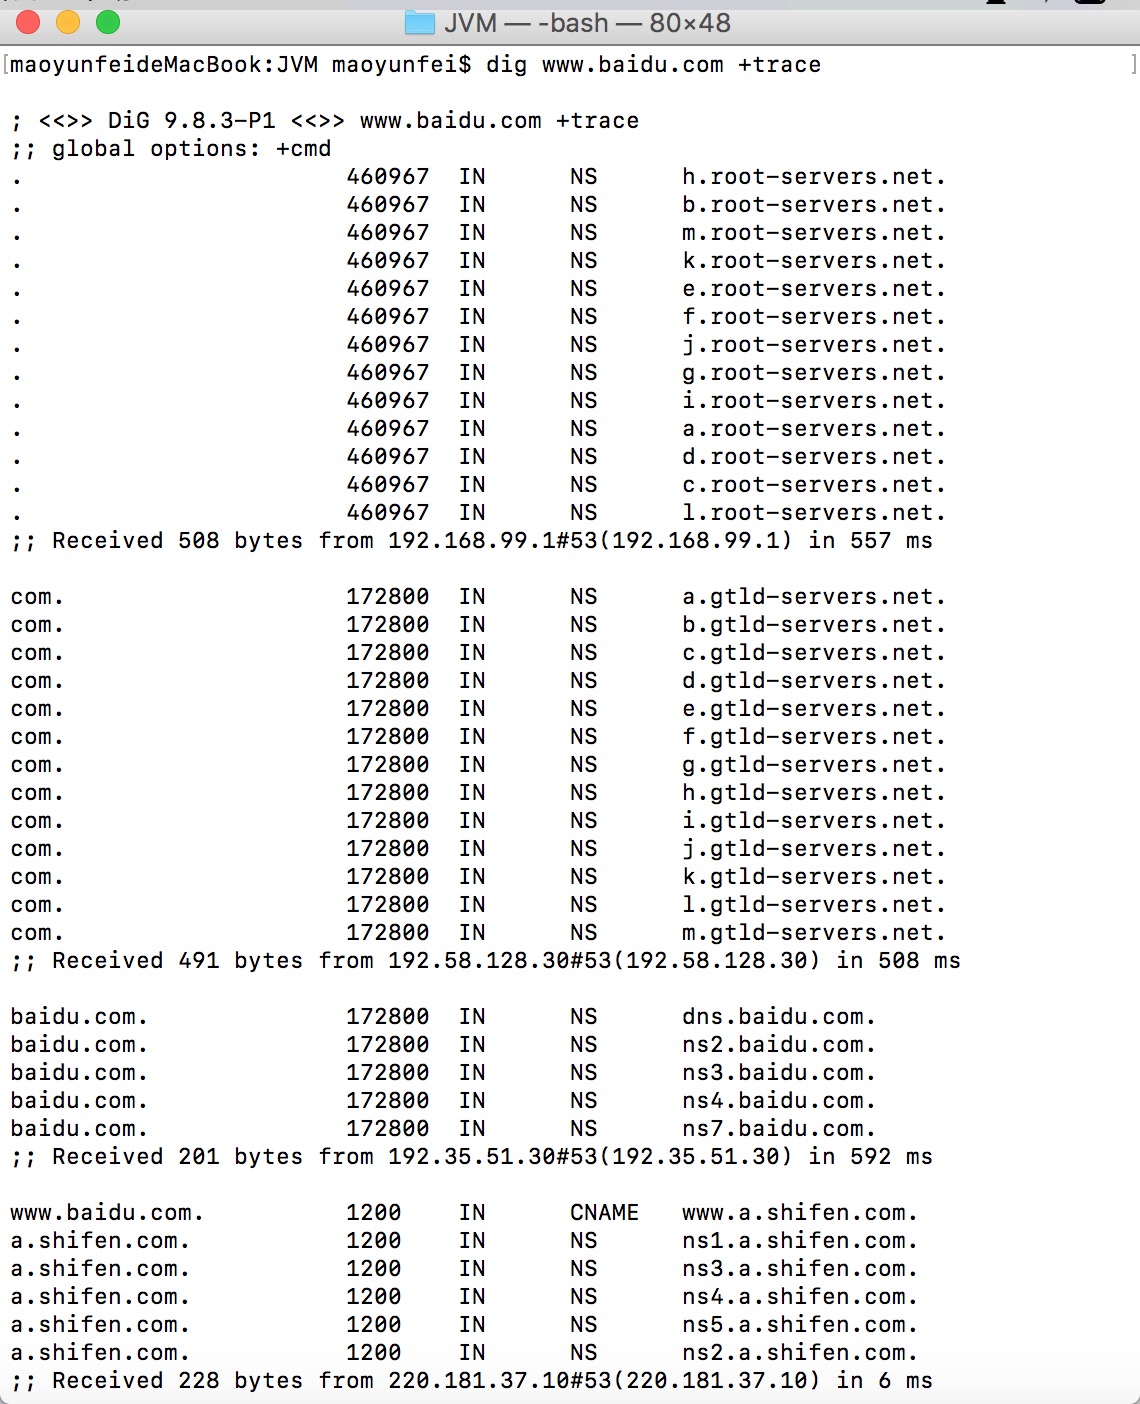 JVM — -bash — 80×48
[maoyunfeideMacBook:JVM maoyunfei$ dig www.baidu.com +trace ]
; <<>> DiG 9.8.3-P1 <<>> www.baidu.com +trace
;; global options: +cmd
. 460967 IN NS h.root-servers.net.
. 460967 IN NS b.root-servers.net.
. 460967 IN NS m.root-servers.net.
. 460967 IN NS k.root-servers.net.
. 460967 IN NS e.root-servers.net.
. 460967 IN NS f.root-servers.net.
. 460967 IN NS j.root-servers.net.
. 460967 IN NS g.root-servers.net.
. 460967 IN NS i.root-servers.net.
. 460967 IN NS a.root-servers.net.
. 460967 IN NS d.root-servers.net.
. 460967 IN NS c.root-servers.net.
. 460967 IN NS l.root-servers.net.
;; Received 508 bytes from 192.168.99.1#53(192.168.99.1) in 557 ms
com. 172800 IN NS a.gtld-servers.net.
com. 172800 IN NS b.gtld-servers.net.
com. 172800 IN NS c.gtld-servers.net.
com. 172800 IN NS d.gtld-servers.net.
com. 172800 IN NS e.gtld-servers.net.
com. 172800 IN NS f.gtld-servers.net.
com. 172800 IN NS g.gtld-servers.net.
com. 172800 IN NS h.gtld-servers.net.
com. 172800 IN NS i.gtld-servers.net.
com. 172800 IN NS j.gtld-servers.net.
com. 172800 IN NS k.gtld-servers.net.
com. 172800 IN NS l.gtld-servers.net.
com. 172800 IN NS m.gtld-servers.net.
;; Received 491 bytes from 192.58.128.30#53(192.58.128.30) in 508 ms
baidu.com. 172800 IN NS dns.baidu.com.
baidu.com. 172800 IN NS ns2.baidu.com.
baidu.com. 172800 IN NS ns3.baidu.com.
baidu.com. 172800 IN NS ns4.baidu.com.
baidu.com. 172800 IN NS ns7.baidu.com.
;; Received 201 bytes from 192.35.51.30#53(192.35.51.30) in 592 ms
www.baidu.com. 1200 IN CNAME www.a.shifen.com.
a.shifen.com. 1200 IN NS ns1.a.shifen.com.
a.shifen.com. 1200 IN NS ns3.a.shifen.com.
a.shifen.com. 1200 IN NS ns4.a.shifen.com.
a.shifen.com. 1200 IN NS ns5.a.shifen.com.
a.shifen.com. 1200 IN NS ns2.a.shifen.com.
;; Received 228 bytes from 220.181.37.10#53(220.181.37.10) in 6 ms